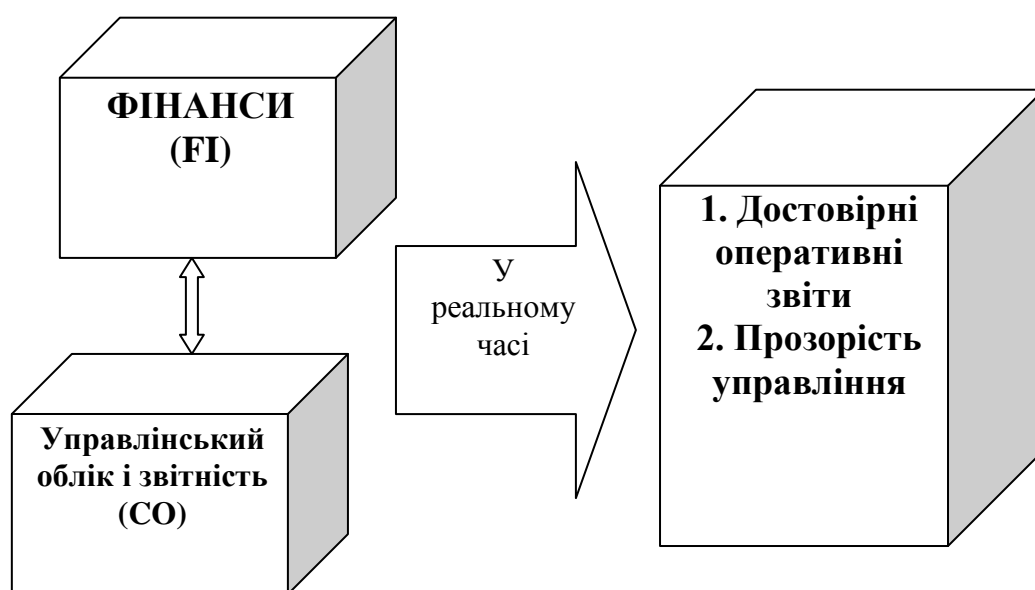 ФІНАНСИ
(FI)
Управлінський
облік і звітність
(CO)
У
реальному
часі
1. Достовірні
оперативні
звіти
2. Прозорість
управління